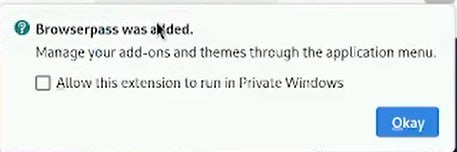 Browserpass was added.
Manage your add-ons and themes through the application menu.
Allow this extension to run in Private Windows
Okay